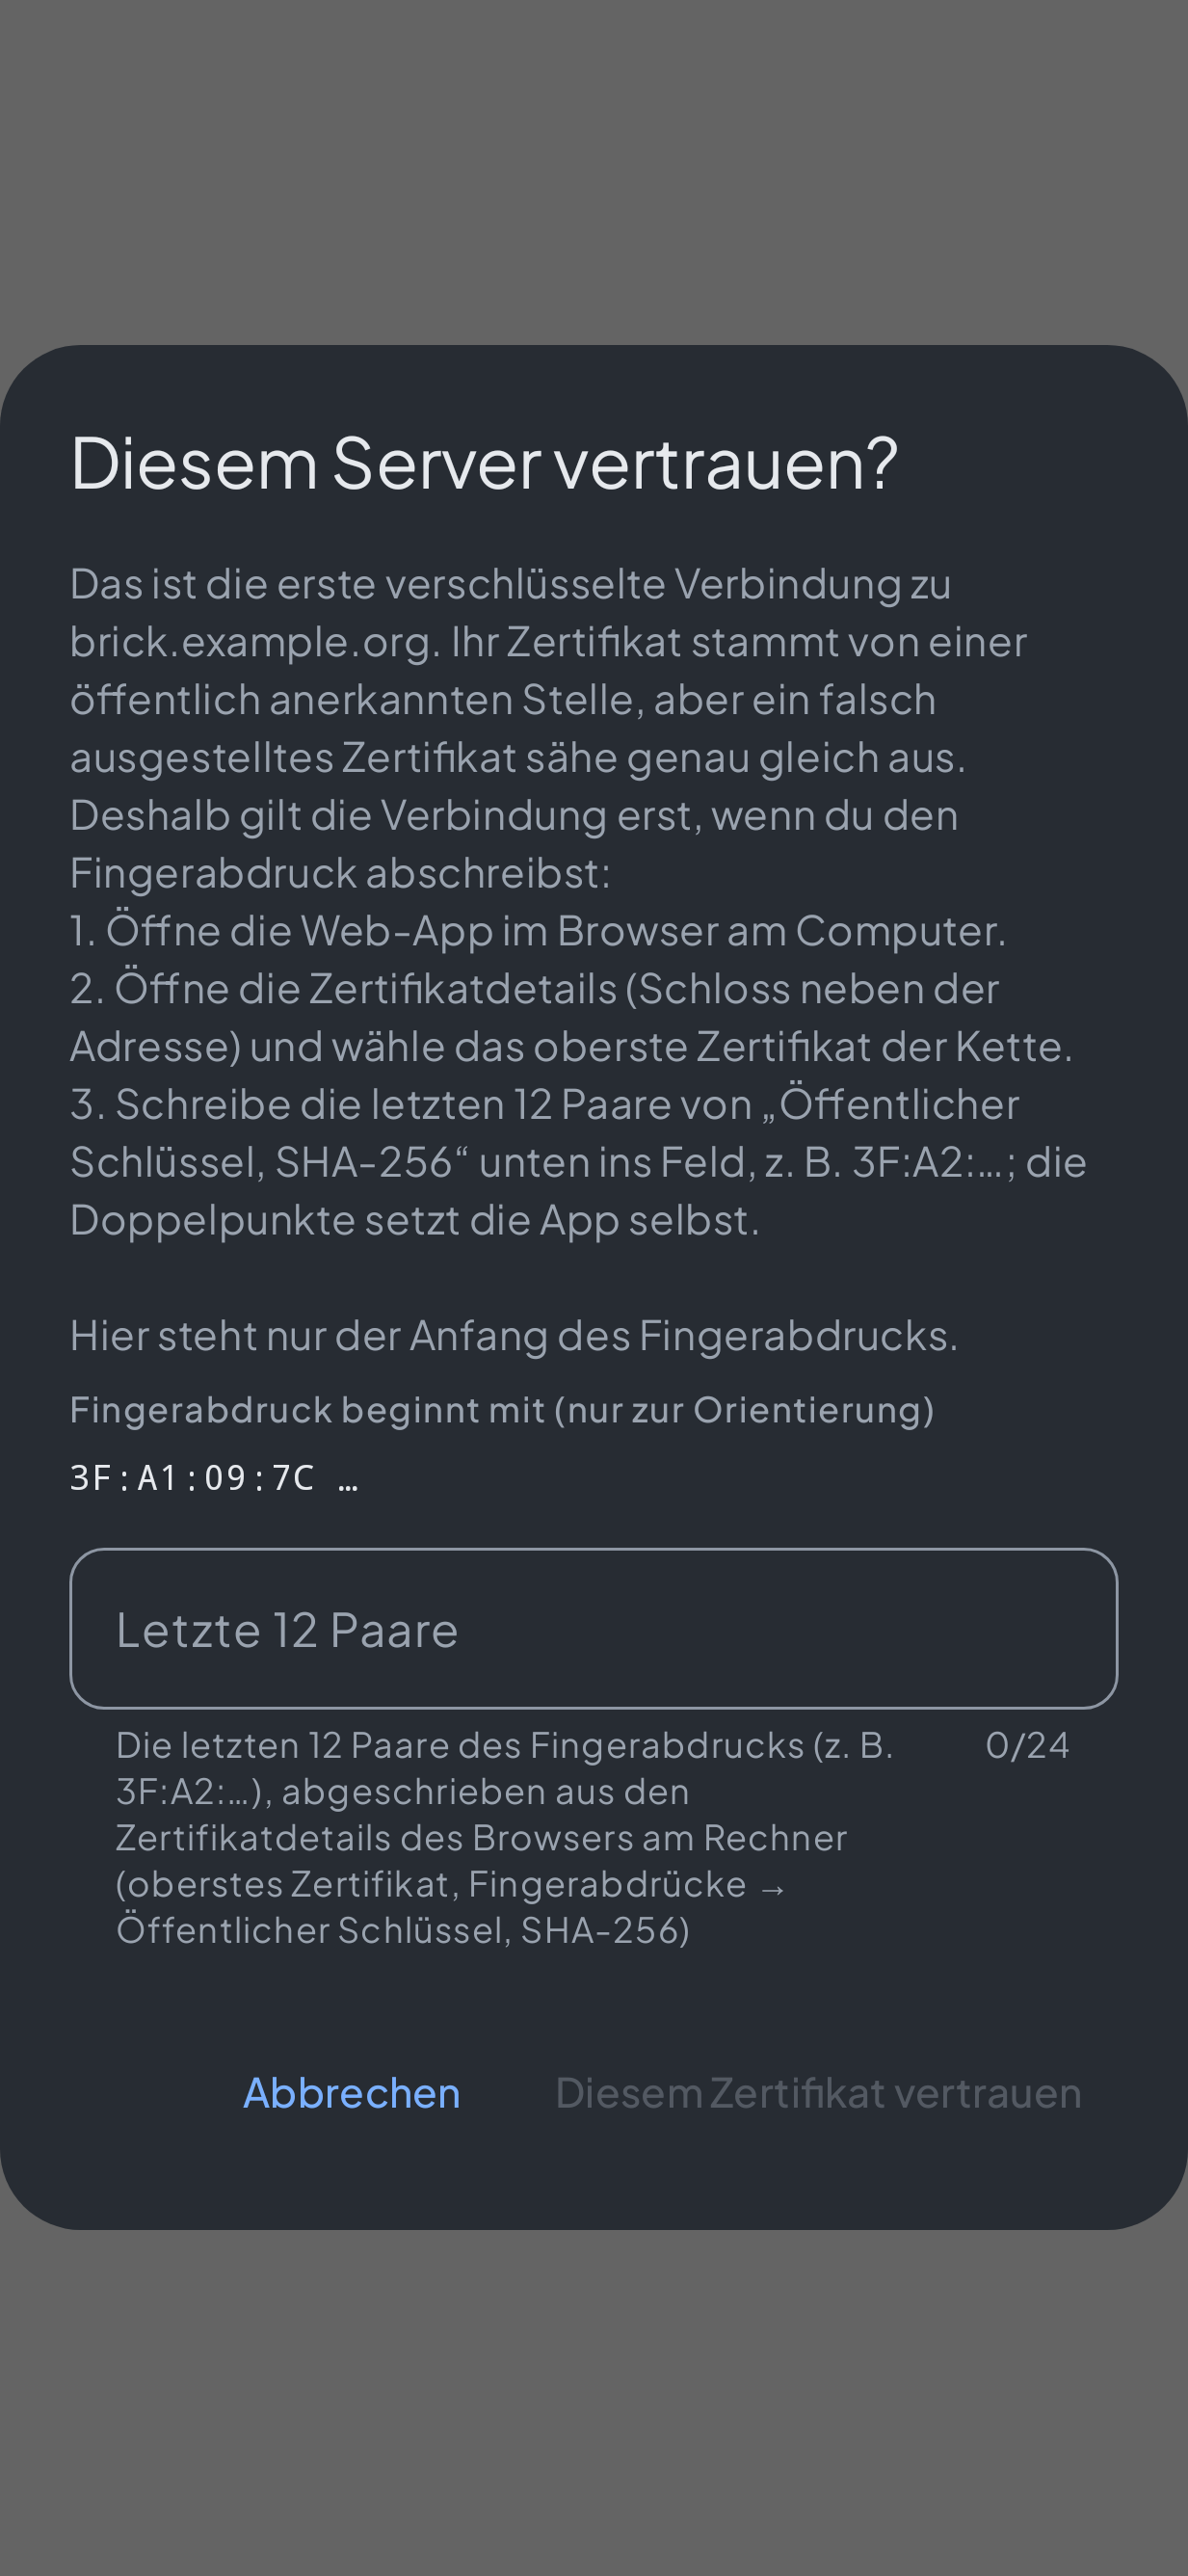 Diesem Server vertrauen?
Das ist die erste verschlüsselte Verbindung zu
brick.example.org. Ihr Zertifikat stammt von einer
öffentlich anerkannten Stelle, aber ein falsch
ausgestelltes Zertifikat sähe genau gleich aus.
Deshalb gilt die Verbindung erst, wenn du den
Fingerabdruck abschreibst:
1. Öffne die Web-App im Browser am Computer.
2. Öffne die Zertifikatdetails (Schloss neben der
Adresse) und wähle das oberste Zertifikat der Kette.
3. Schreibe die letzten 12 Paare von „Öffentlicher
Schlüssel, SHA-256“ unten ins Feld, z. B. 3F:A2:…; die
Doppelpunkte setzt die App selbst.
Hier steht nur der Anfang des Fingerabdrucks.
Fingerabdruck beginnt mit (nur zur Orientierung)
3F:A1:09:7C …
Letzte 12 Paare
Die letzten 12 Paare des Fingerabdrucks (z. B. 0/24
3F:A2:…), abgeschrieben aus den
Zertifikatdetails des Browsers am Rechner
(oberstes Zertifikat, Fingerabdrücke →
Öffentlicher Schlüssel, SHA-256)
Abbrechen Diesem Zertifikat vertrauen